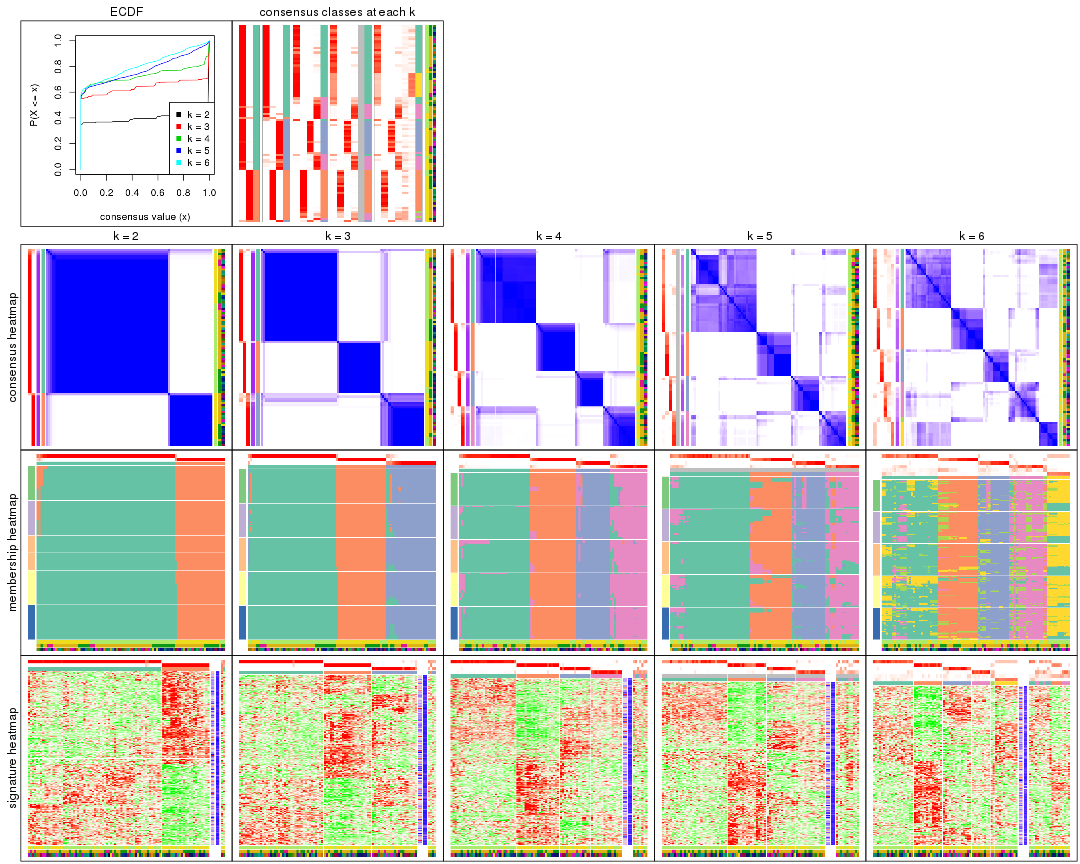 ECDF
consensus classes at each k
P(X <= x)
0.0 0.2 0.4 0.6 0.8 1.0
k = 2
k = 3
k = 4
k = 5
k = 6
0.0 0.2 0.4 0.6 0.8 1.0
consensus value (x)
k = 2 k = 3 k = 4 k = 5 k = 6
consensus heatmap
membership heatmap
signature heatmap